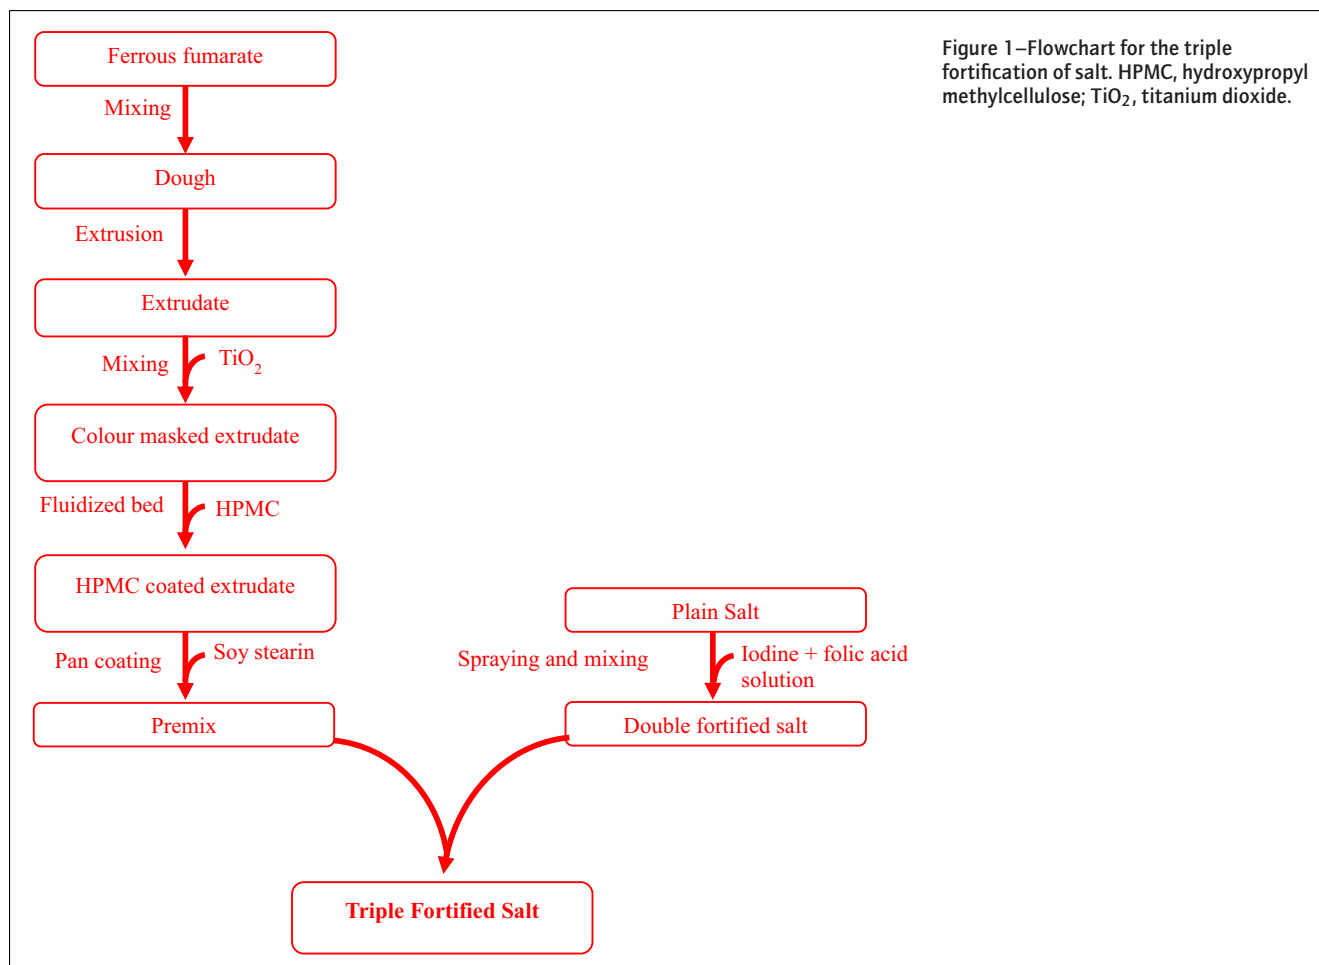 Figure 1–Flowchart for the triple
fortification of salt. HPMC, hydroxypropyl
methylcellulose; TiO2, titanium dioxide.
Ferrous fumarate
Mixing
Dough
Extrusion
Extrudate
Mixing
TiO2
Colour masked extrudate
Fluidized bed
HPMC
HPMC coated extrudate
Pan coating
Soy stearin
Premix
Plain Salt
Spraying and mixing
Iodine + folic acid
solution
Double fortified salt
Triple Fortified Salt